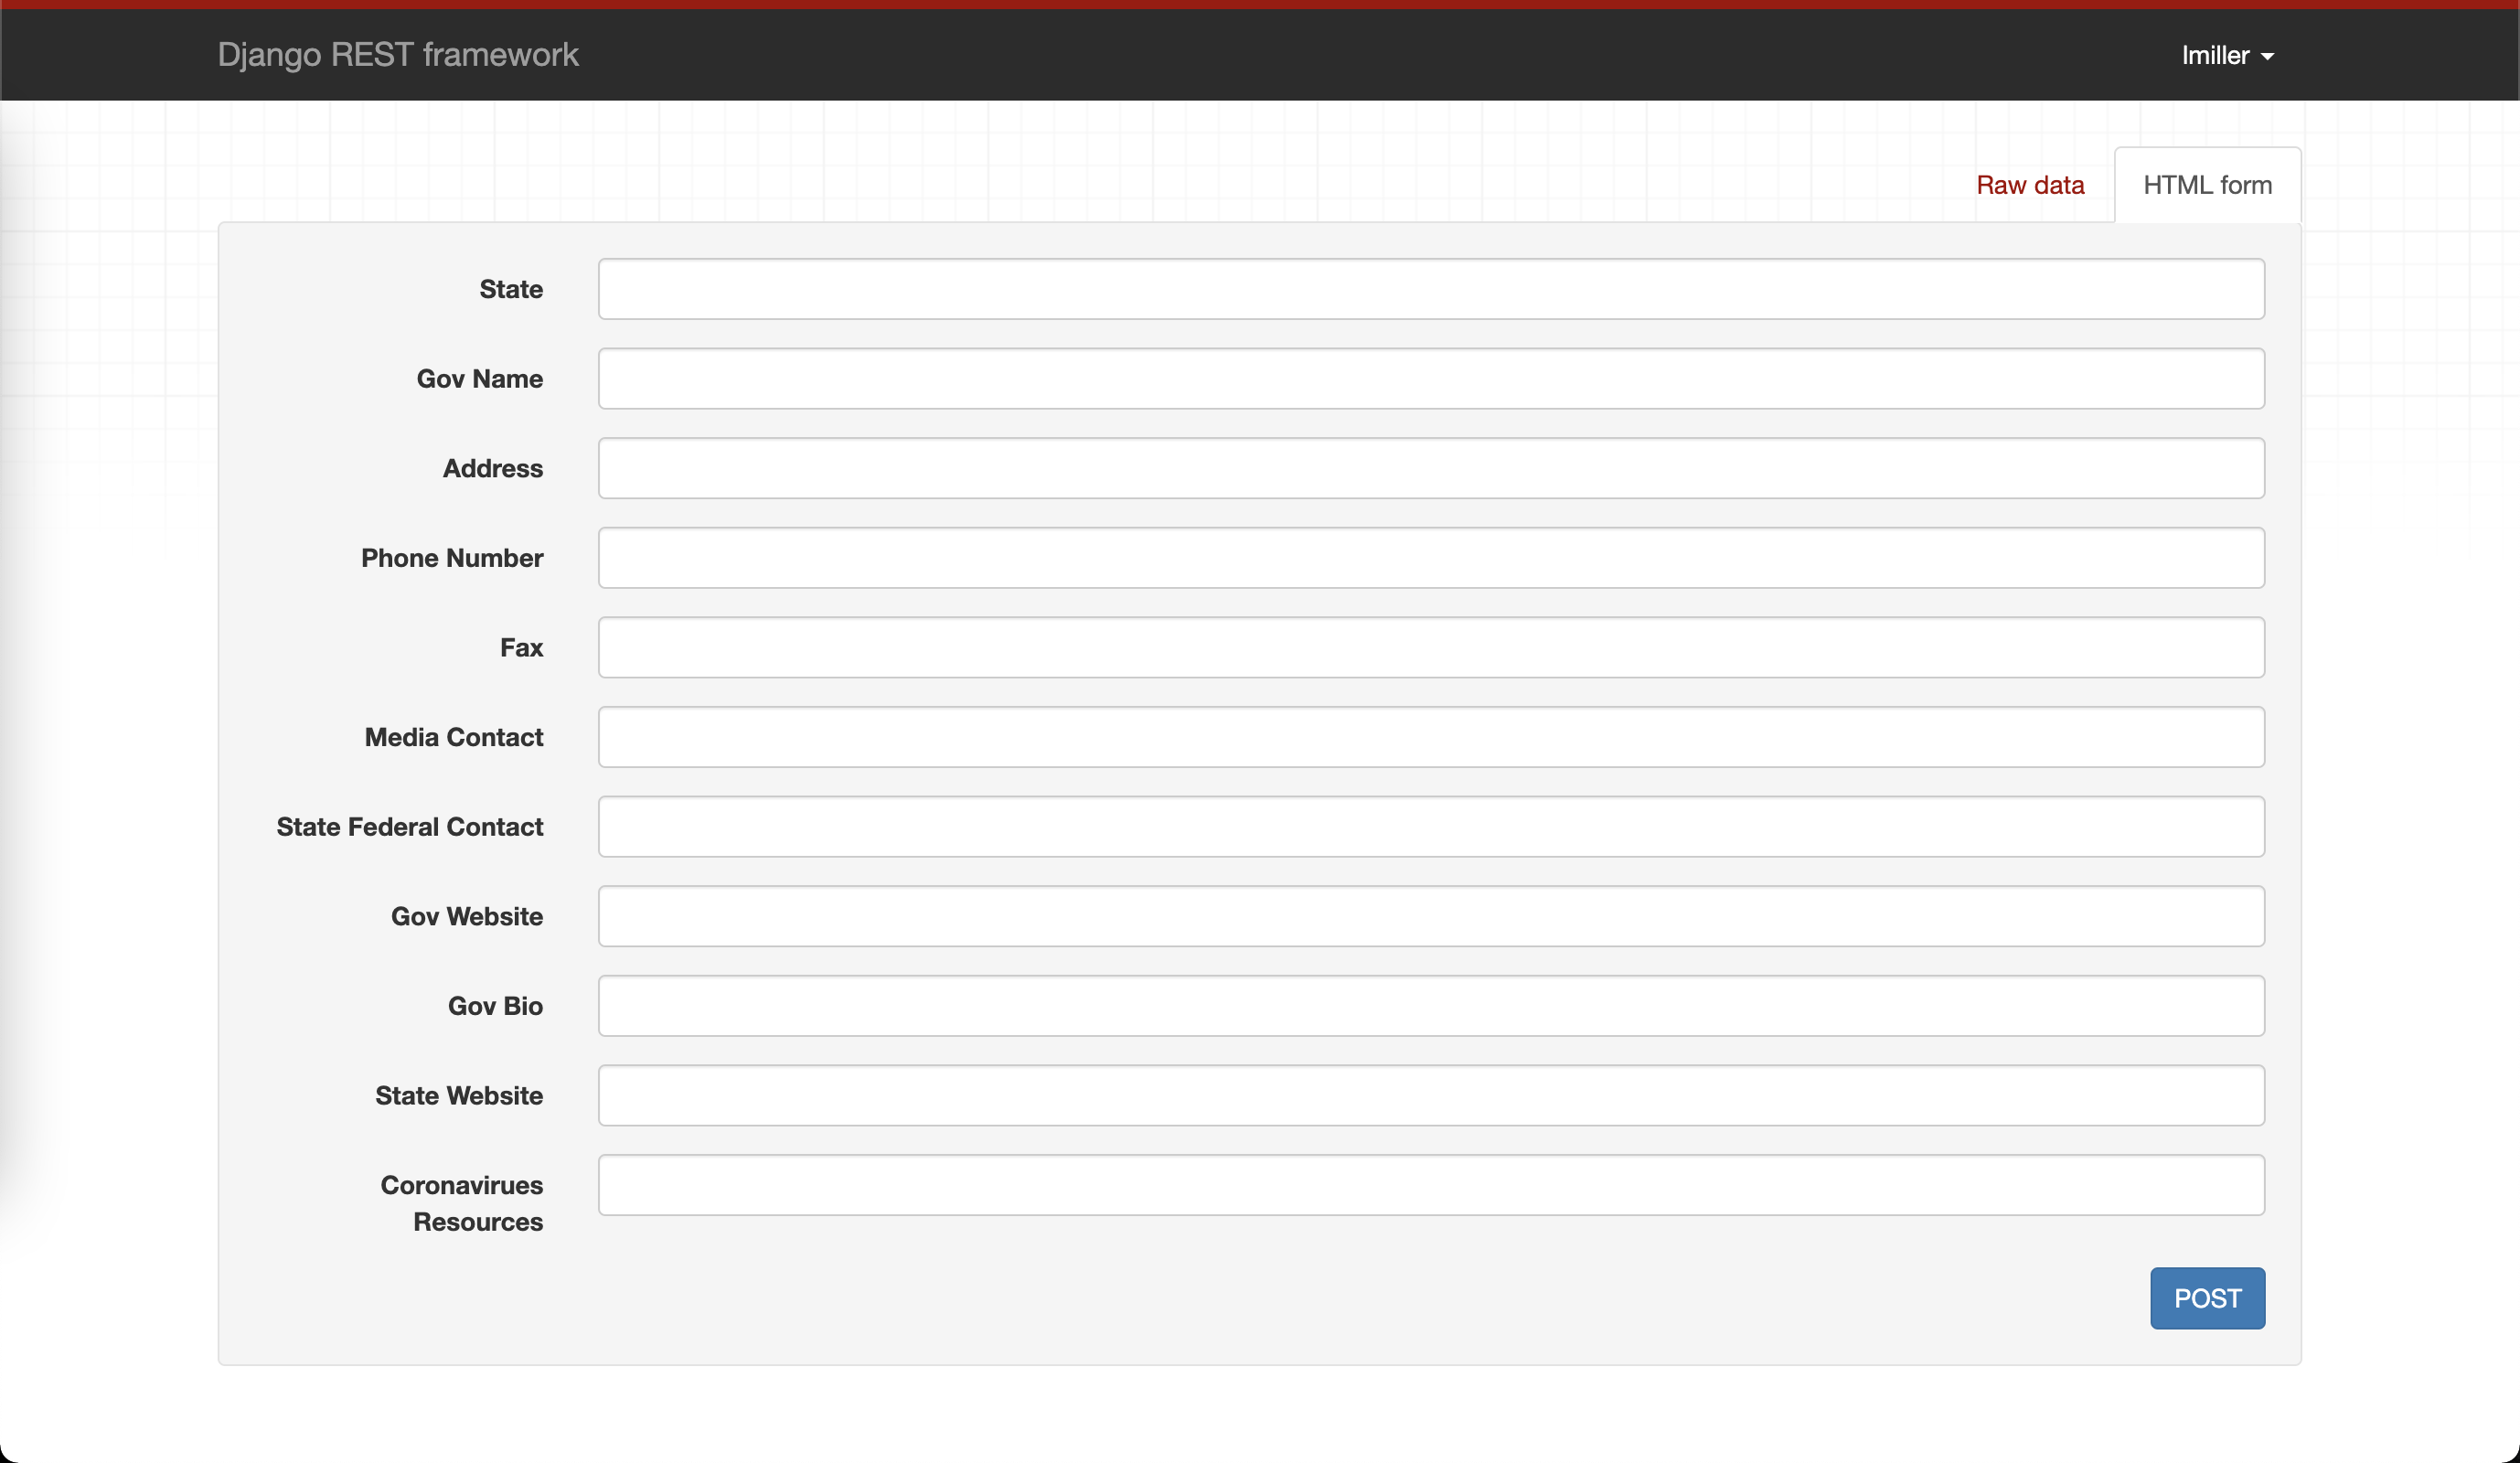 Django REST framework
lmiller
Raw data
HTML form
State
Gov Name
Address
Phone Number
Fax
Media Contact
State Federal Contact
Gov Website
Gov Bio
State Website
Coronavirues
Resources
POST